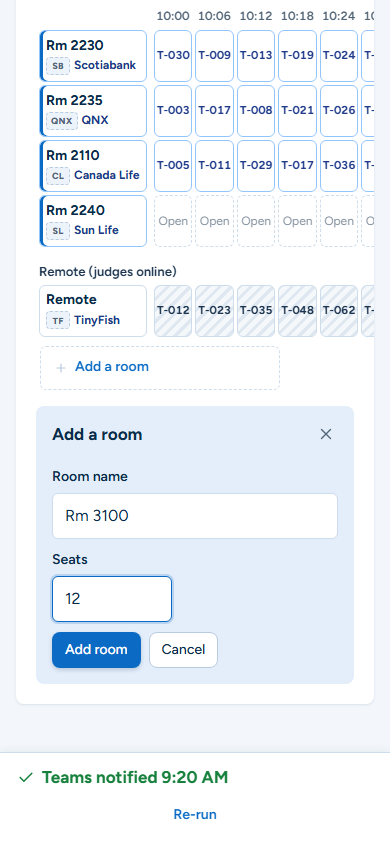 10:00 10:06 10:12 10:18 10:24 10
Rm 2230
SB Scotiabank
T-030 T-009 T-013 T-019 T-024 T-
Rm 2235
QNX QNX
T-003 T-017 T-008 T-021 T-026 T-
Rm 2110
CL Canada Life
T-005 T-011 T-029 T-017 T-036 T-
Rm 2240
SL Sun Life
Open Open Open Open Open
Remote (judges online)
Remote
TF TinyFish
T-012 T-023 T-035 T-048 T-062 T-
+ Add a room
Add a room
Room name
Rm 3100
Seats
12
Add room Cancel
Teams notified 9:20 AM
Re-run